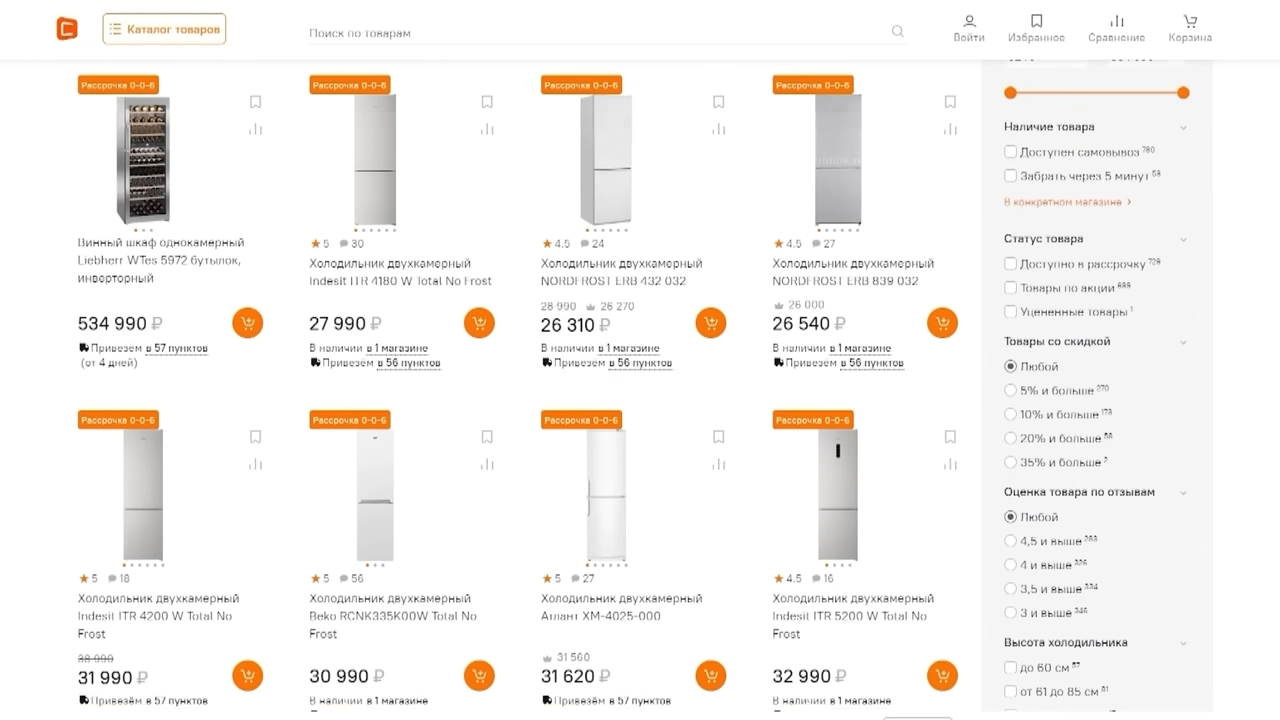 Каталог товаров
Поиск по товарам
Войти
Избранное
Сравнение
Корзина
Рассрочка 0-0-6
Рассрочка 0-0-6
Рассрочка 0-0-6
Рассрочка 0-0-6
Винный шкаф однокамерный
Liebherr WTes 5972 бутылок,
инверторный
534 990 ₽
Привезём в 57 пунктов
(от 4 дней)
5 30
Холодильник двухкамерный
Indesit ITR 4180 W Total No Frost
27 990 ₽
В наличии в 1 магазине
Привезём в 56 пунктов
4.5 24
Холодильник двухкамерный
NORDFROST ERB 432 032
28 990 26 270
26 310 ₽
В наличии в 1 магазине
Привезём в 56 пунктов
4.5 27
Холодильник двухкамерный
NORDFROST ERB 839 032
26 000
26 540 ₽
В наличии в 1 магазине
Привезём в 56 пунктов
Рассрочка 0-0-6
Рассрочка 0-0-6
Рассрочка 0-0-6
Рассрочка 0-0-6
5 18
Холодильник двухкамерный
Indesit ITR 4200 W Total No
Frost
38 990
31 990 ₽
Привезём в 57 пунктов
5 56
Холодильник двухкамерный
Beko RCNK335K00W Total No
Frost
30 990 ₽
В наличии в 1 магазине
5 27
Холодильник двухкамерный
Атлант ХМ-4025-000
31 560
31 620 ₽
Привезём в 57 пунктов
4.5 16
Холодильник двухкамерный
Indesit ITR 5200 W Total No
Frost
32 990 ₽
В наличии в 1 магазине
Наличие товара
Доступен самовывоз 780
Забрать через 5 минут 53
В конкретном магазине
Статус товара
Доступно в рассрочку 728
Товары по акции
Уцененные товары 1
Товары со скидкой
Любой
5% и больше 270
10% и больше 173
20% и больше
35% и больше 2
Оценка товара по отзывам
Любой
4,5 и выше
4 и выше
3,5 и выше 334
3 и выше 346
Высота холодильника
до 60 см
от 61 до 85 см